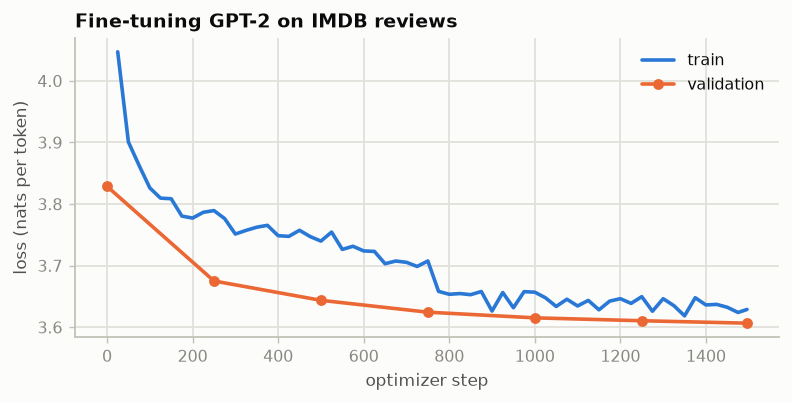 Fine-tuning GPT-2 on IMDB reviews
train
validation
4.0
3.9
3.8
3.7
3.6
loss (nats per token)
0 200 400 600 800 1000 1200 1400
optimizer step